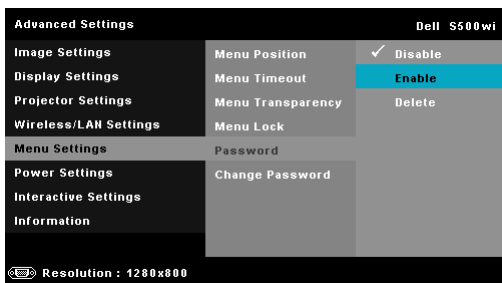 Advanced Settings Dell S500wi
Image Settings
Display Settings
Projector Settings
Wireless/LAN Settings
Menu Settings
Power Settings
Interactive Settings
Information
Menu Position
Menu Timeout
Menu Transparency
Menu Lock
Password
Change Password
Disable
Enable
Delete
Resolution : 1280x800